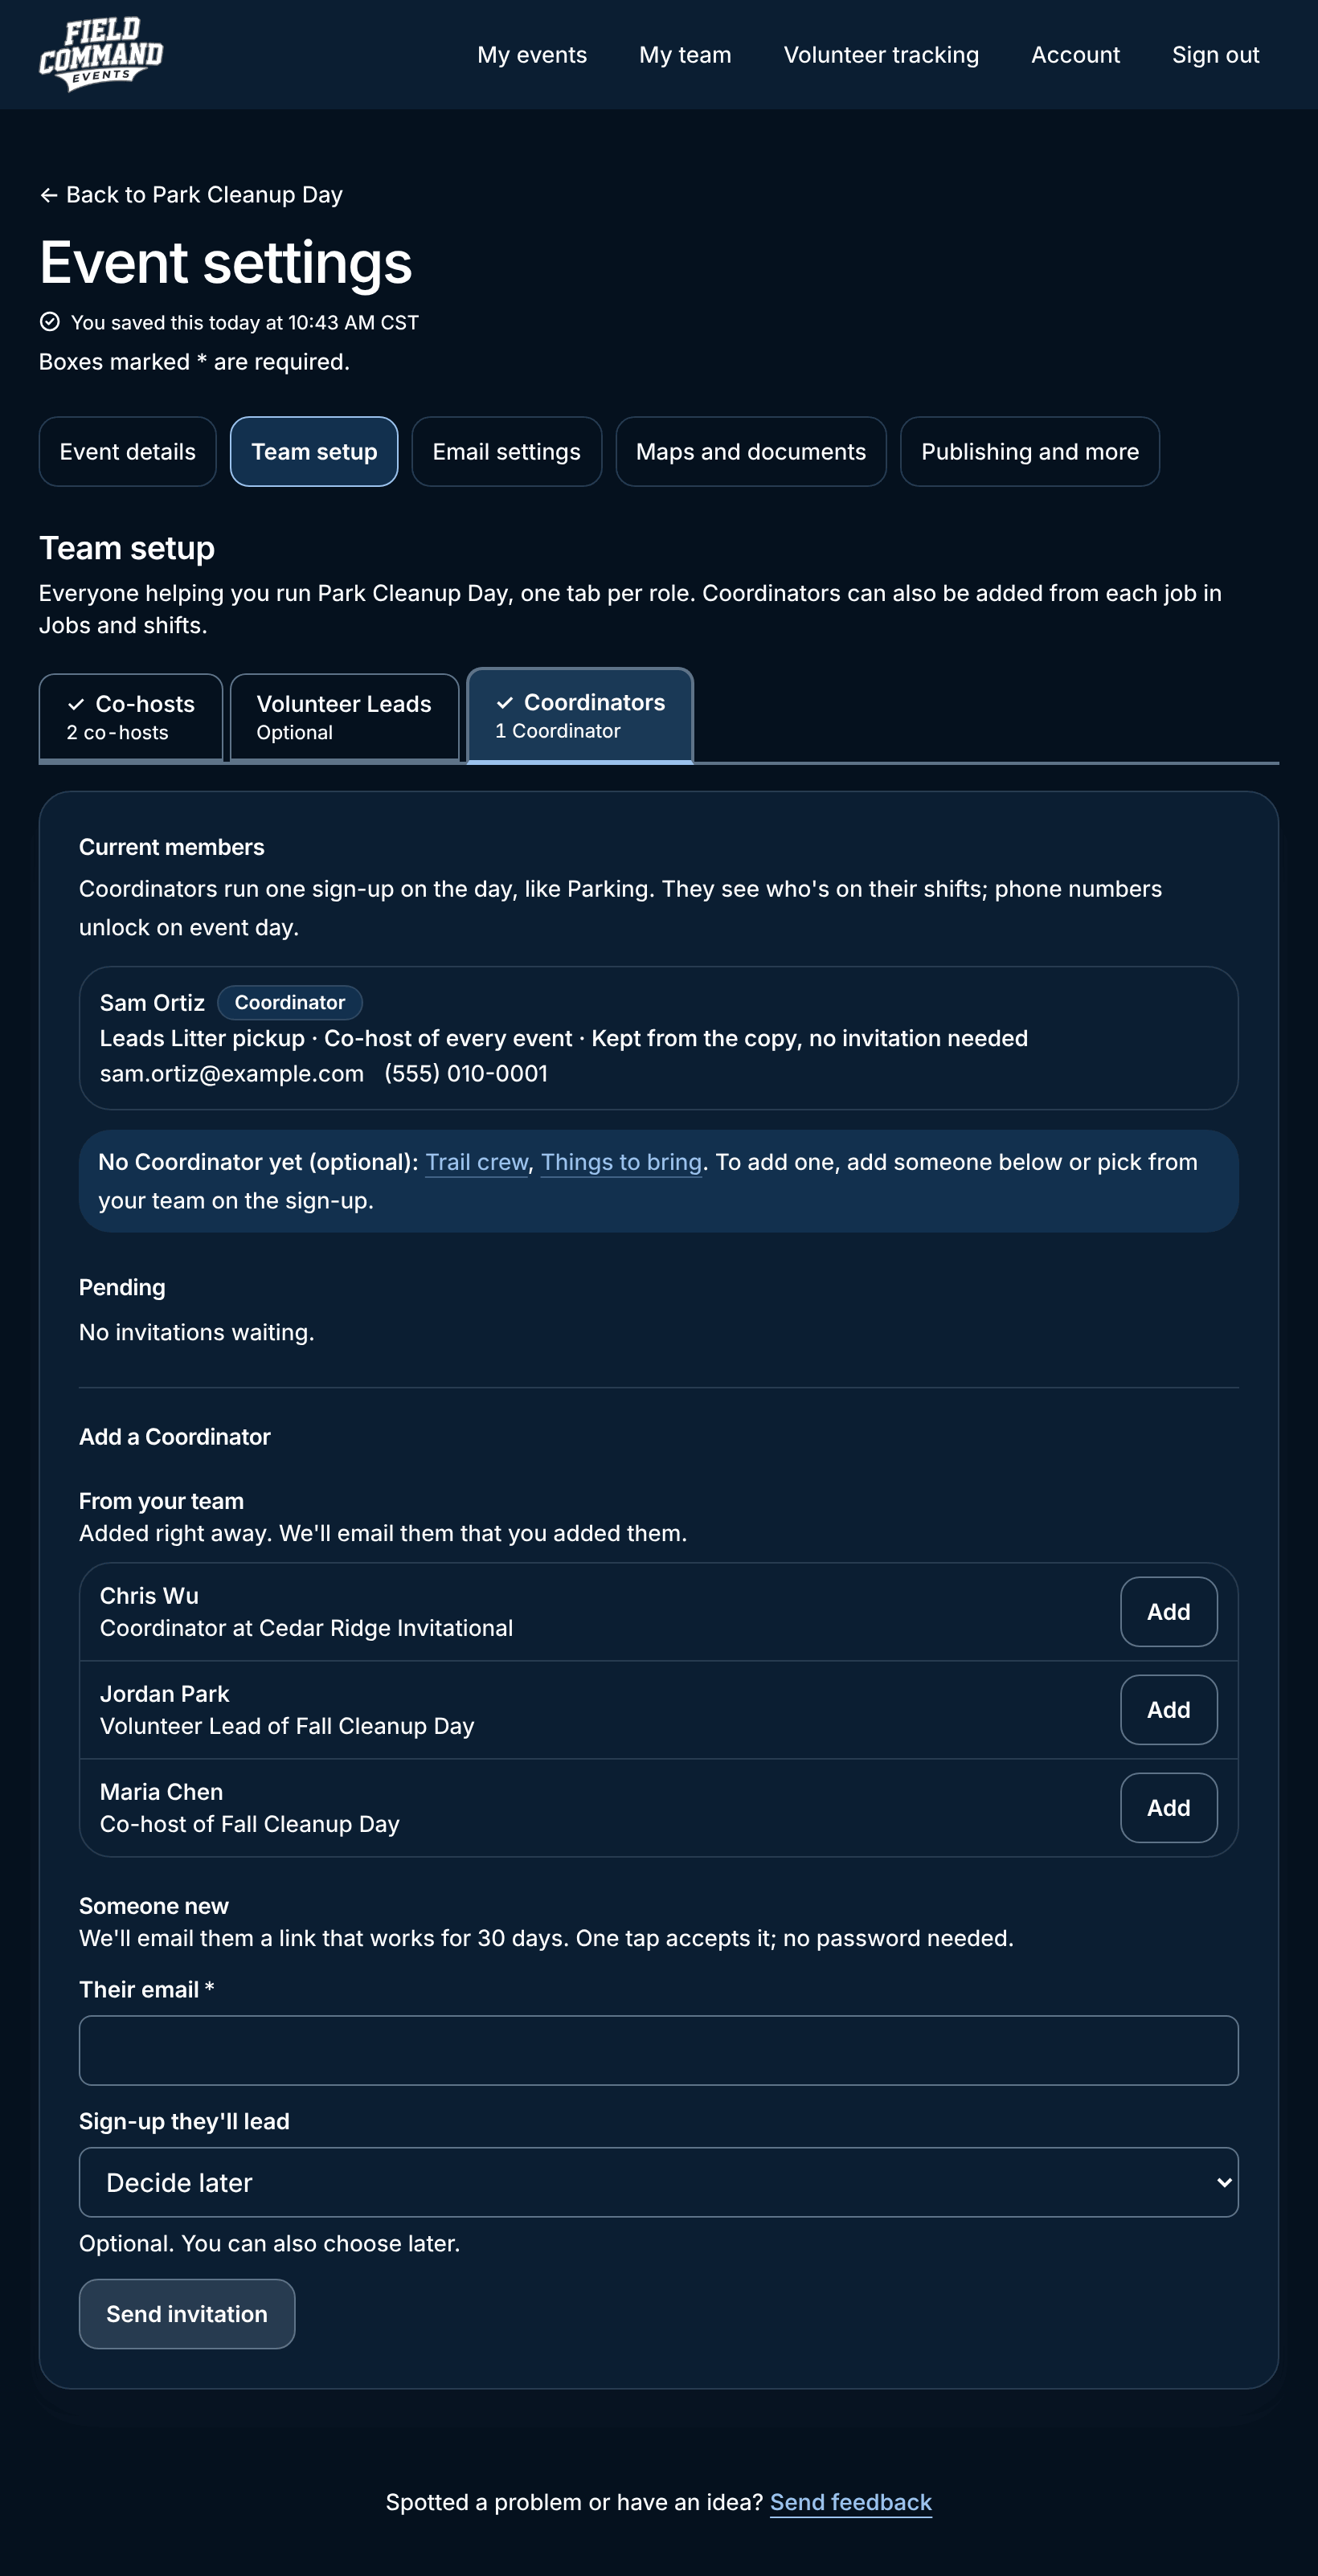 FIELD
COMMAND
EVENTS
My events
My team
Volunteer tracking
Account
Sign out
← Back to Park Cleanup Day
Event settings
You saved this today at 10:43 AM CST
Boxes marked * are required.
Event details
Team setup
Email settings
Maps and documents
Publishing and more
Team setup
Everyone helping you run Park Cleanup Day, one tab per role. Coordinators can also be added from each job in
Jobs and shifts.
✓ Co-hosts
2 co-hosts
Volunteer Leads
Optional
✓ Coordinators
1 Coordinator
Current members
Coordinators run one sign-up on the day, like Parking. They see who's on their shifts; phone numbers
unlock on event day.
Sam Ortiz Coordinator
Leads Litter pickup · Co-host of every event · Kept from the copy, no invitation needed
sam.ortiz@example.com (555) 010-0001
No Coordinator yet (optional): Trail crew, Things to bring. To add one, add someone below or pick from
your team on the sign-up.
Pending
No invitations waiting.
Add a Coordinator
From your team
Added right away. We'll email them that you added them.
Chris Wu
Coordinator at Cedar Ridge Invitational
Add
Jordan Park
Volunteer Lead of Fall Cleanup Day
Add
Maria Chen
Co-host of Fall Cleanup Day
Add
Someone new
We'll email them a link that works for 30 days. One tap accepts it; no password needed.
Their email *
Sign-up they'll lead
Decide later
Optional. You can also choose later.
Send invitation
Spotted a problem or have an idea? Send feedback